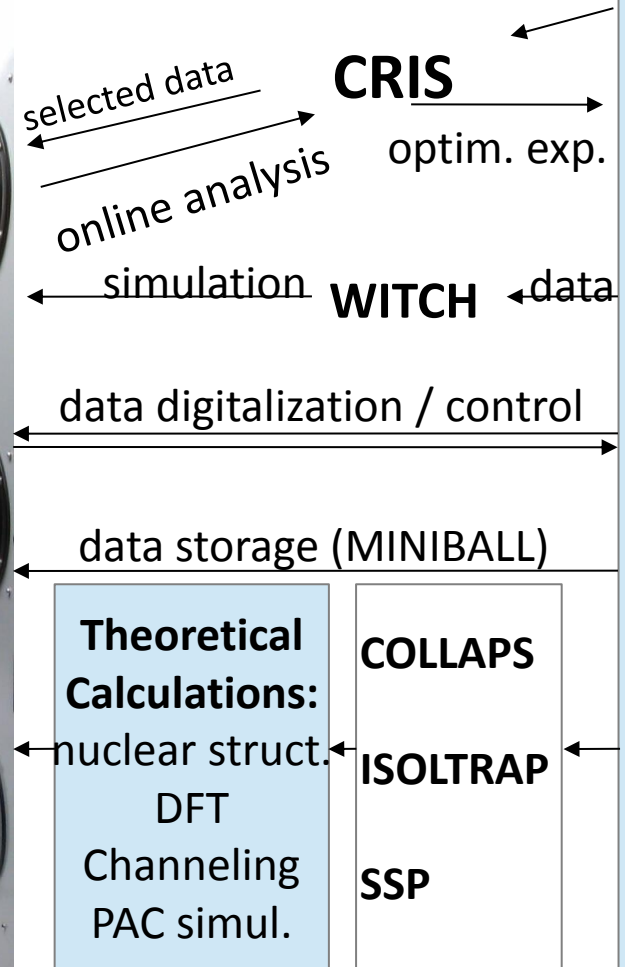 CRIS
selected data
optim. exp.
online analysis
simulation
WITCH
data
data digitalization / control
data storage (MINIBALL)
Theoretical
Calculations:
nuclear struct.
DFT
Channeling
PAC simul.
COLLAPS
ISOLTRAP
SSP